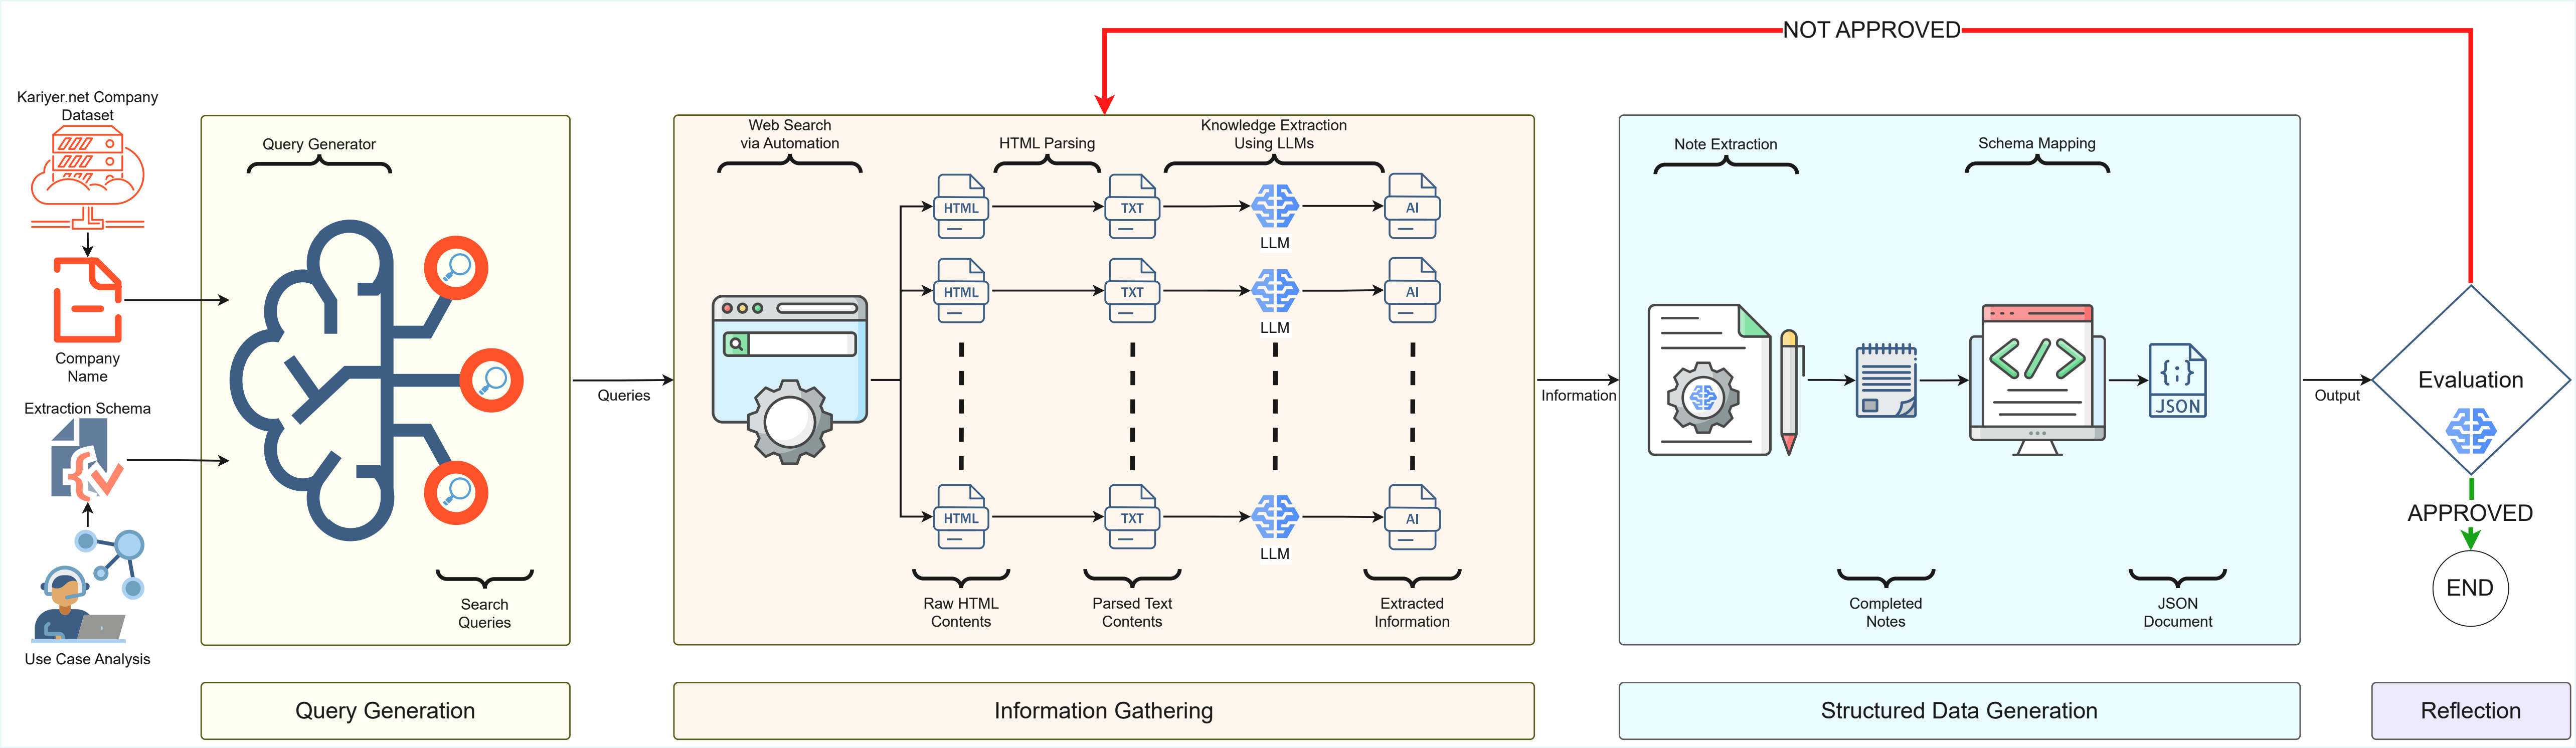 NOT APPROVED
Kariyer.net Company
Dataset
Company
Name
Extraction Schema
Use Case Analysis
Query Generator
Search
Queries
Queries
Web Search
via Automation
HTML Parsing
Knowledge Extraction
Using LLMs
HTML
TXT
LLM
AI
HTML
TXT
LLM
AI
HTML
TXT
LLM
AI
Raw HTML
Contents
Parsed Text
Contents
Extracted
Information
Information
Note Extraction
Schema Mapping
JSON
Completed
Notes
JSON
Document
Output
Evaluation
APPROVED
END
Query Generation
Information Gathering
Structured Data Generation
Reflection